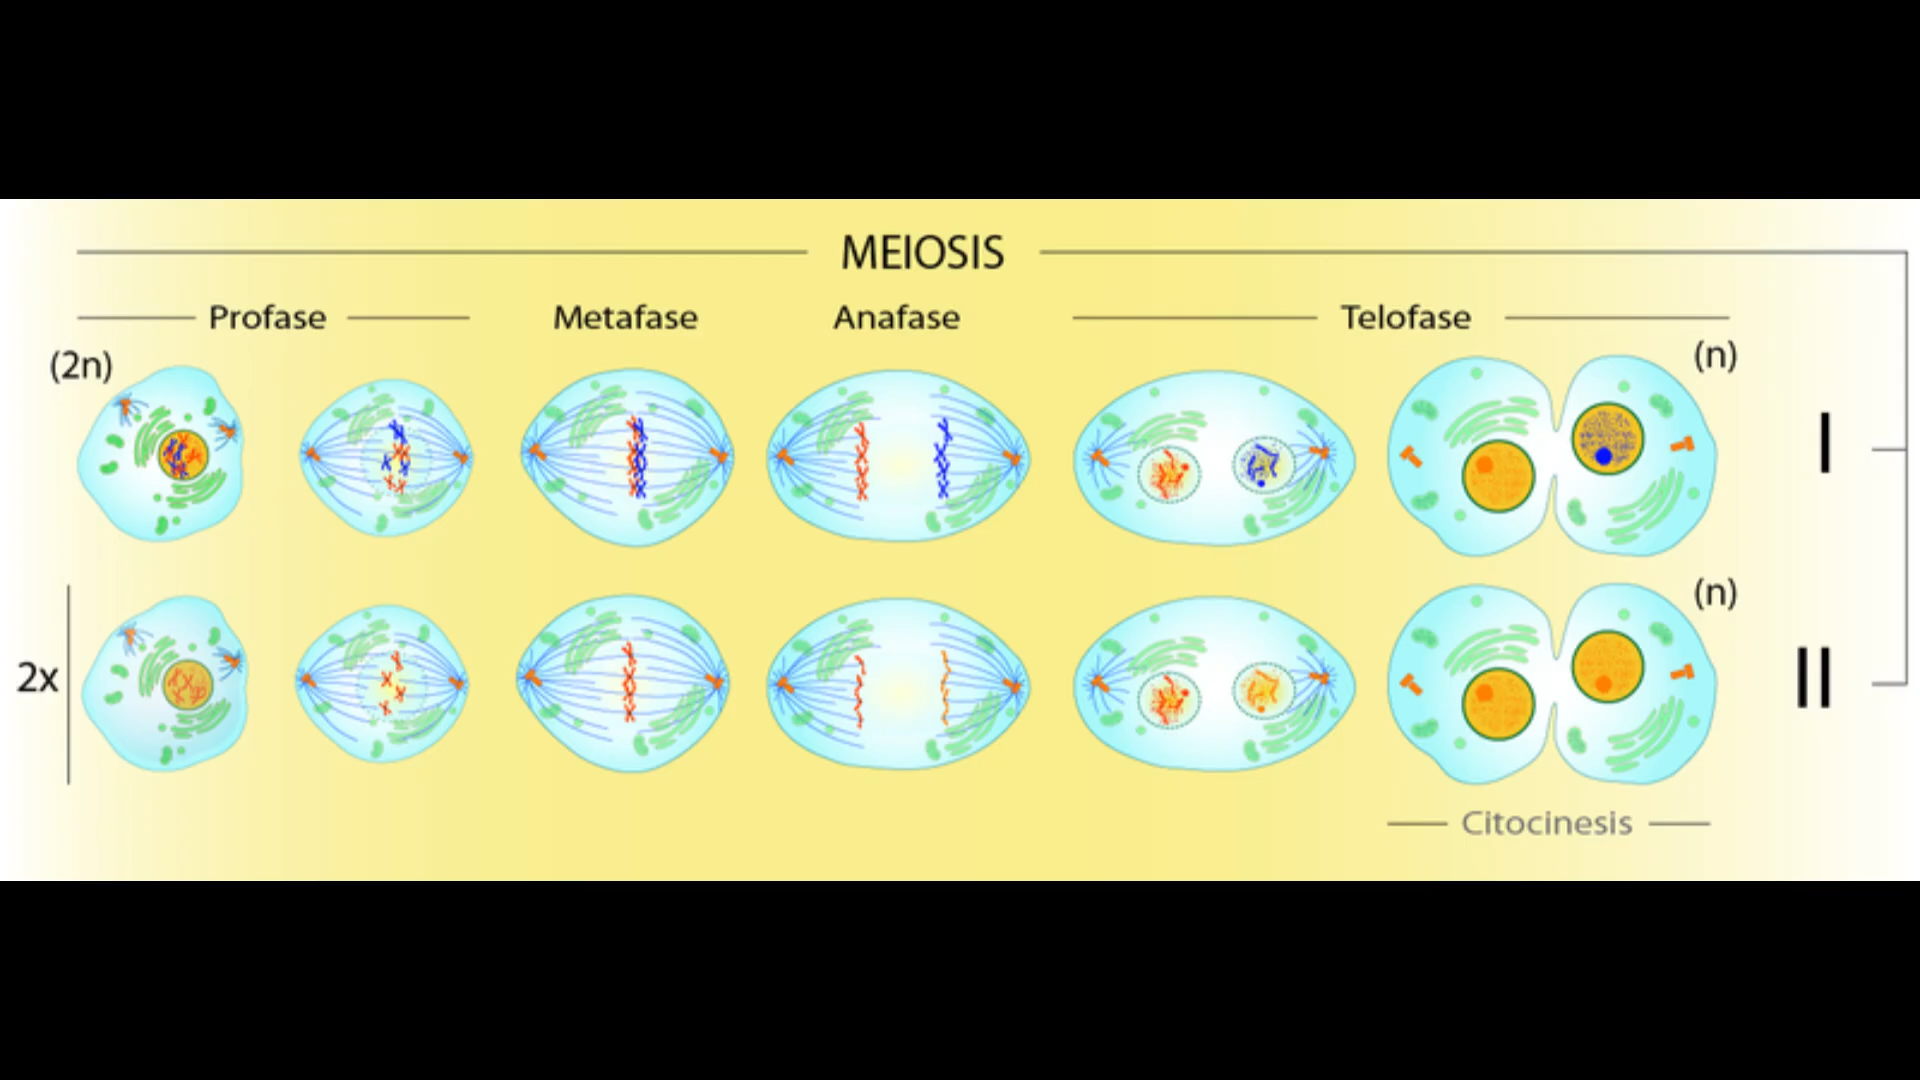 MEIOSIS
Profase
Metafase
Anafase
Telofase
(2n)
(n)
I
(n)
2x
II
Citocinesis